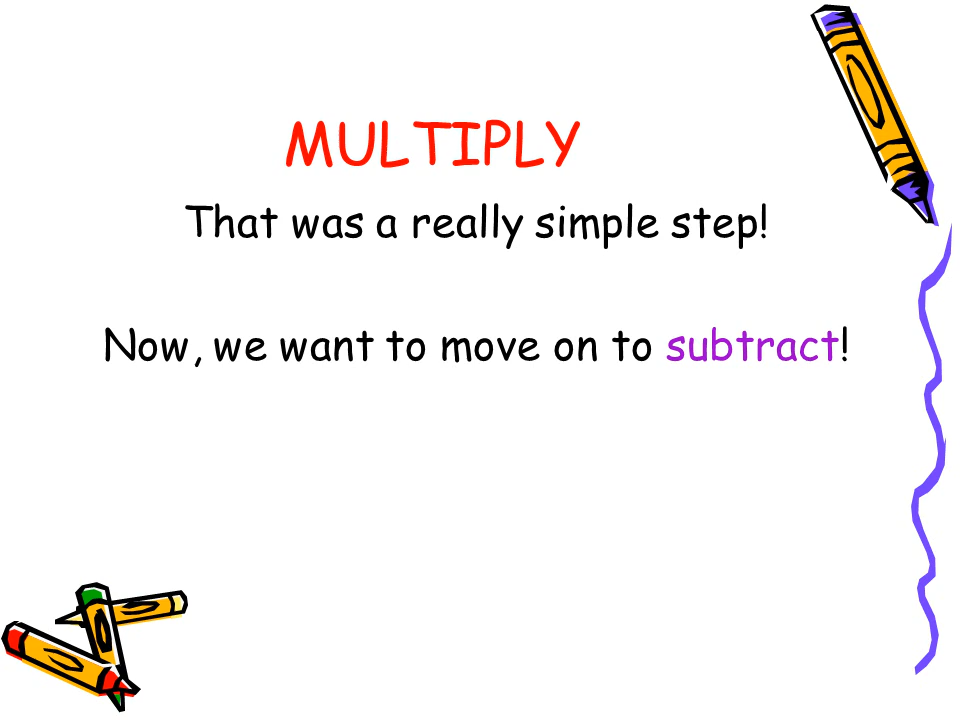 MULTIPLY
That was a really simple step!
Now, we want to move on to subtract!